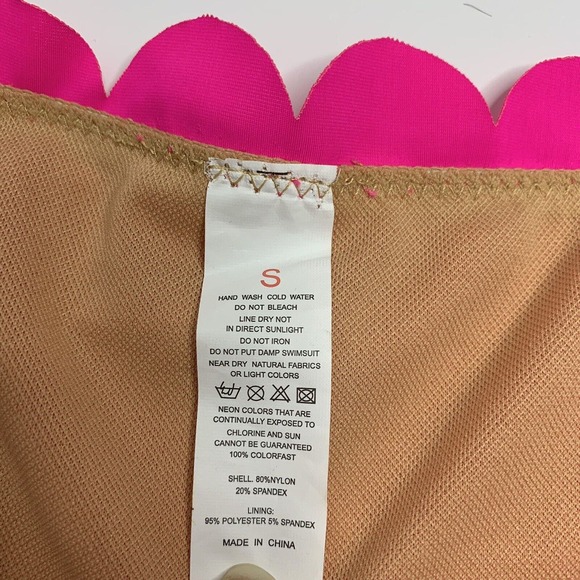 S
HAND WASH COLD WATER
DO NOT BLEACH
LINE DRY NOT
IN DIRECT SUNLIGHT
DO NOT IRON
DO NOT PUT DAMP SWIMSUIT
NEAR DRY NATURAL FABRICS
OR LIGHT COLORS
NEON COLORS THAT ARE
CONTINUALLY EXPOSED TO
CHLORINE AND SUN
CANNOT BE GUARANTEED
100% COLORFAST
SHELL. 80%NYLON
20% SPANDEX
LINING:
95% POLYESTER 5% SPANDEX
MADE IN CHINA